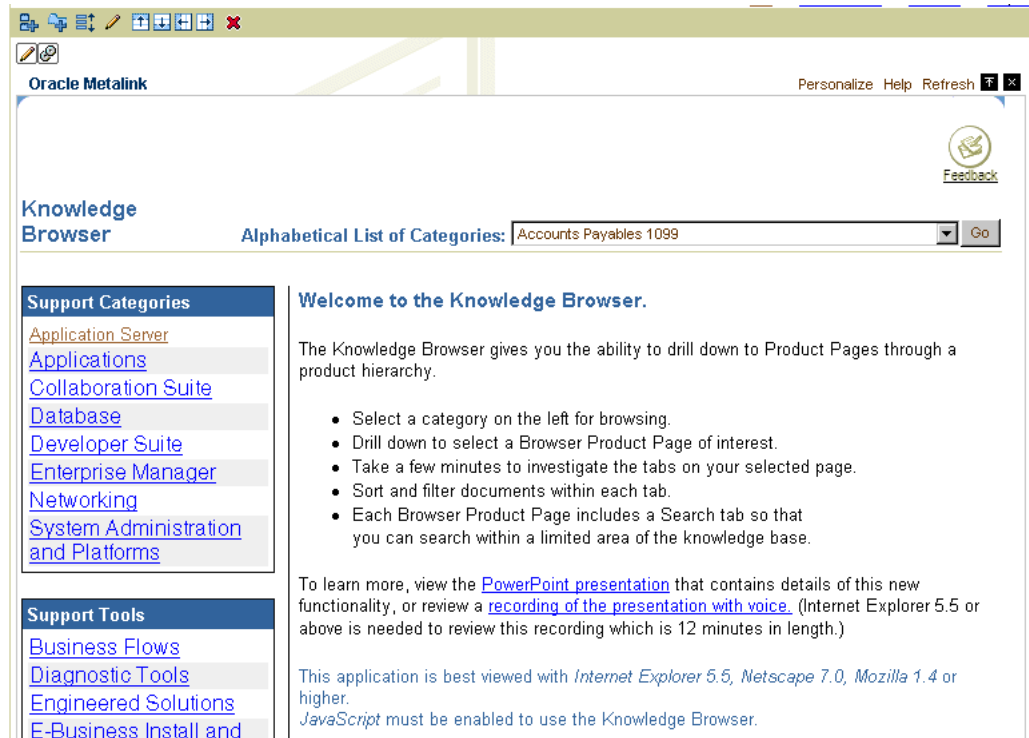 Oracle Metalink
Personalize Help Refresh
Feedback
Knowledge
Browser
Alphabetical List of Categories: Accounts Payables 1099 Go
Support Categories
Application Server
Applications
Collaboration Suite
Database
Developer Suite
Enterprise Manager
Networking
System Administration
and Platforms
Support Tools
Business Flows
Diagnostic Tools
Engineered Solutions
E-Business Install and
Welcome to the Knowledge Browser.
The Knowledge Browser gives you the ability to drill down to Product Pages through a
product hierarchy.
• Select a category on the left for browsing.
• Drill down to select a Browser Product Page of interest.
• Take a few minutes to investigate the tabs on your selected page.
• Sort and filter documents within each tab.
• Each Browser Product Page includes a Search tab so that
you can search within a limited area of the knowledge base.
To learn more, view the PowerPoint presentation that contains details of this new
functionality, or review a recording of the presentation with voice. (Internet Explorer 5.5 or
above is needed to review this recording which is 12 minutes in length.)
This application is best viewed with Internet Explorer 5.5, Netscape 7.0, Mozilla 1.4 or
higher.
JavaScript must be enabled to use the Knowledge Browser.